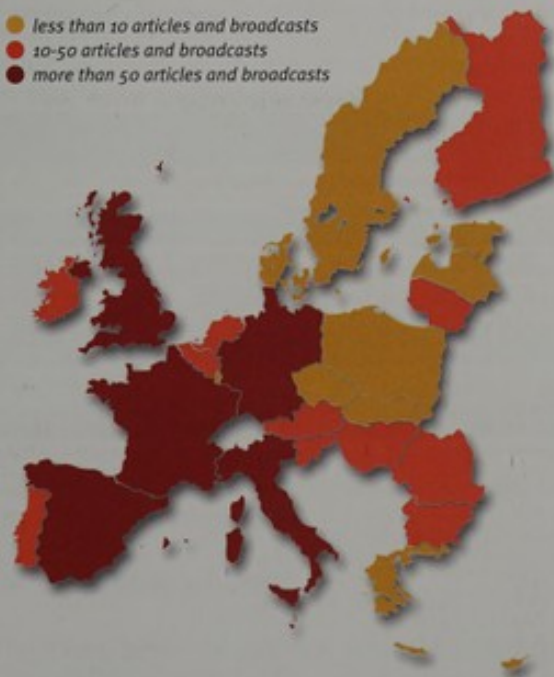 less than 10 articles and broadcasts
10-50 articles and broadcasts
more than 50 articles and broadcasts